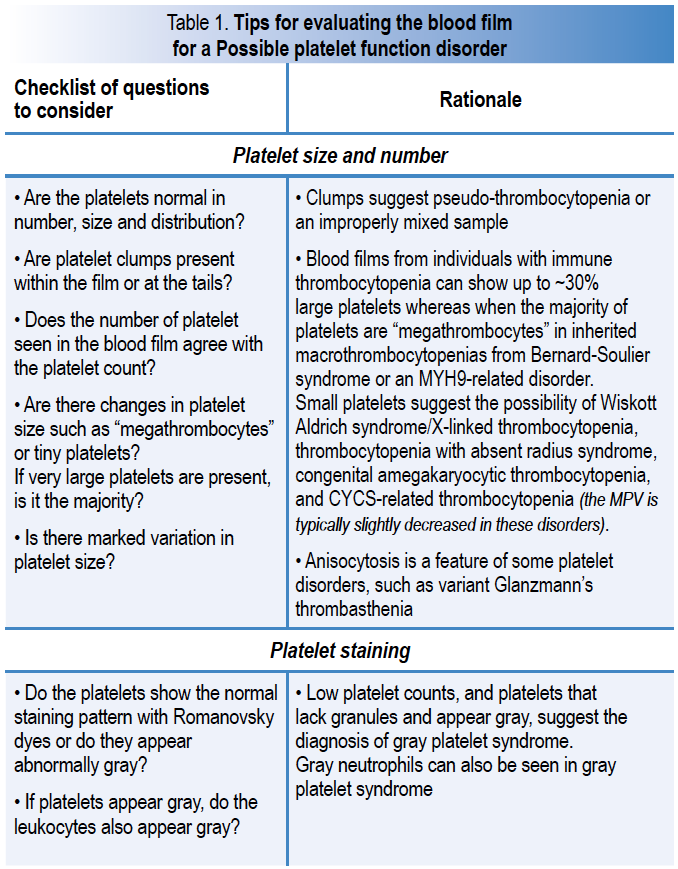 Table 1. Tips for evaluating the blood film
for a Possible platelet function disorder
Checklist of questions
to consider
Rationale
Platelet size and number
• Are the platelets normal in
number, size and distribution?
• Are platelet clumps present
within the film or at the tails?
• Does the number of platelet
seen in the blood film agree with
the platelet count?
• Are there changes in platelet
size such as “megathrombocytes”
or tiny platelets?
If very large platelets are present,
is it the majority?
• Is there marked variation in
platelet size?
• Clumps suggest pseudo-thrombocytopenia or
an improperly mixed sample
• Blood films from individuals with immune
thrombocytopenia can show up to ~30%
large platelets whereas when the majority of
platelets are “megathrombocytes” in inherited
macrothrombocytopenias from Bernard-Soulier
syndrome or an MYH9-related disorder.
Small platelets suggest the possibility of Wiskott
Aldrich syndrome/X-linked thrombocytopenia,
thrombocytopenia with absent radius syndrome,
congenital amegakaryocytic thrombocytopenia,
and CYCS-related thrombocytopenia (the MPV is
typically slightly decreased in these disorders).
• Anisocytosis is a feature of some platelet
disorders, such as variant Glanzmann’s
thrombasthenia
Platelet staining
• Do the platelets show the normal
staining pattern with Romanovsky
dyes or do they appear
abnormally gray?
• If platelets appear gray, do the
leukocytes also appear gray?
• Low platelet counts, and platelets that
lack granules and appear gray, suggest the
diagnosis of gray platelet syndrome.
Gray neutrophils can also be seen in gray
platelet syndrome